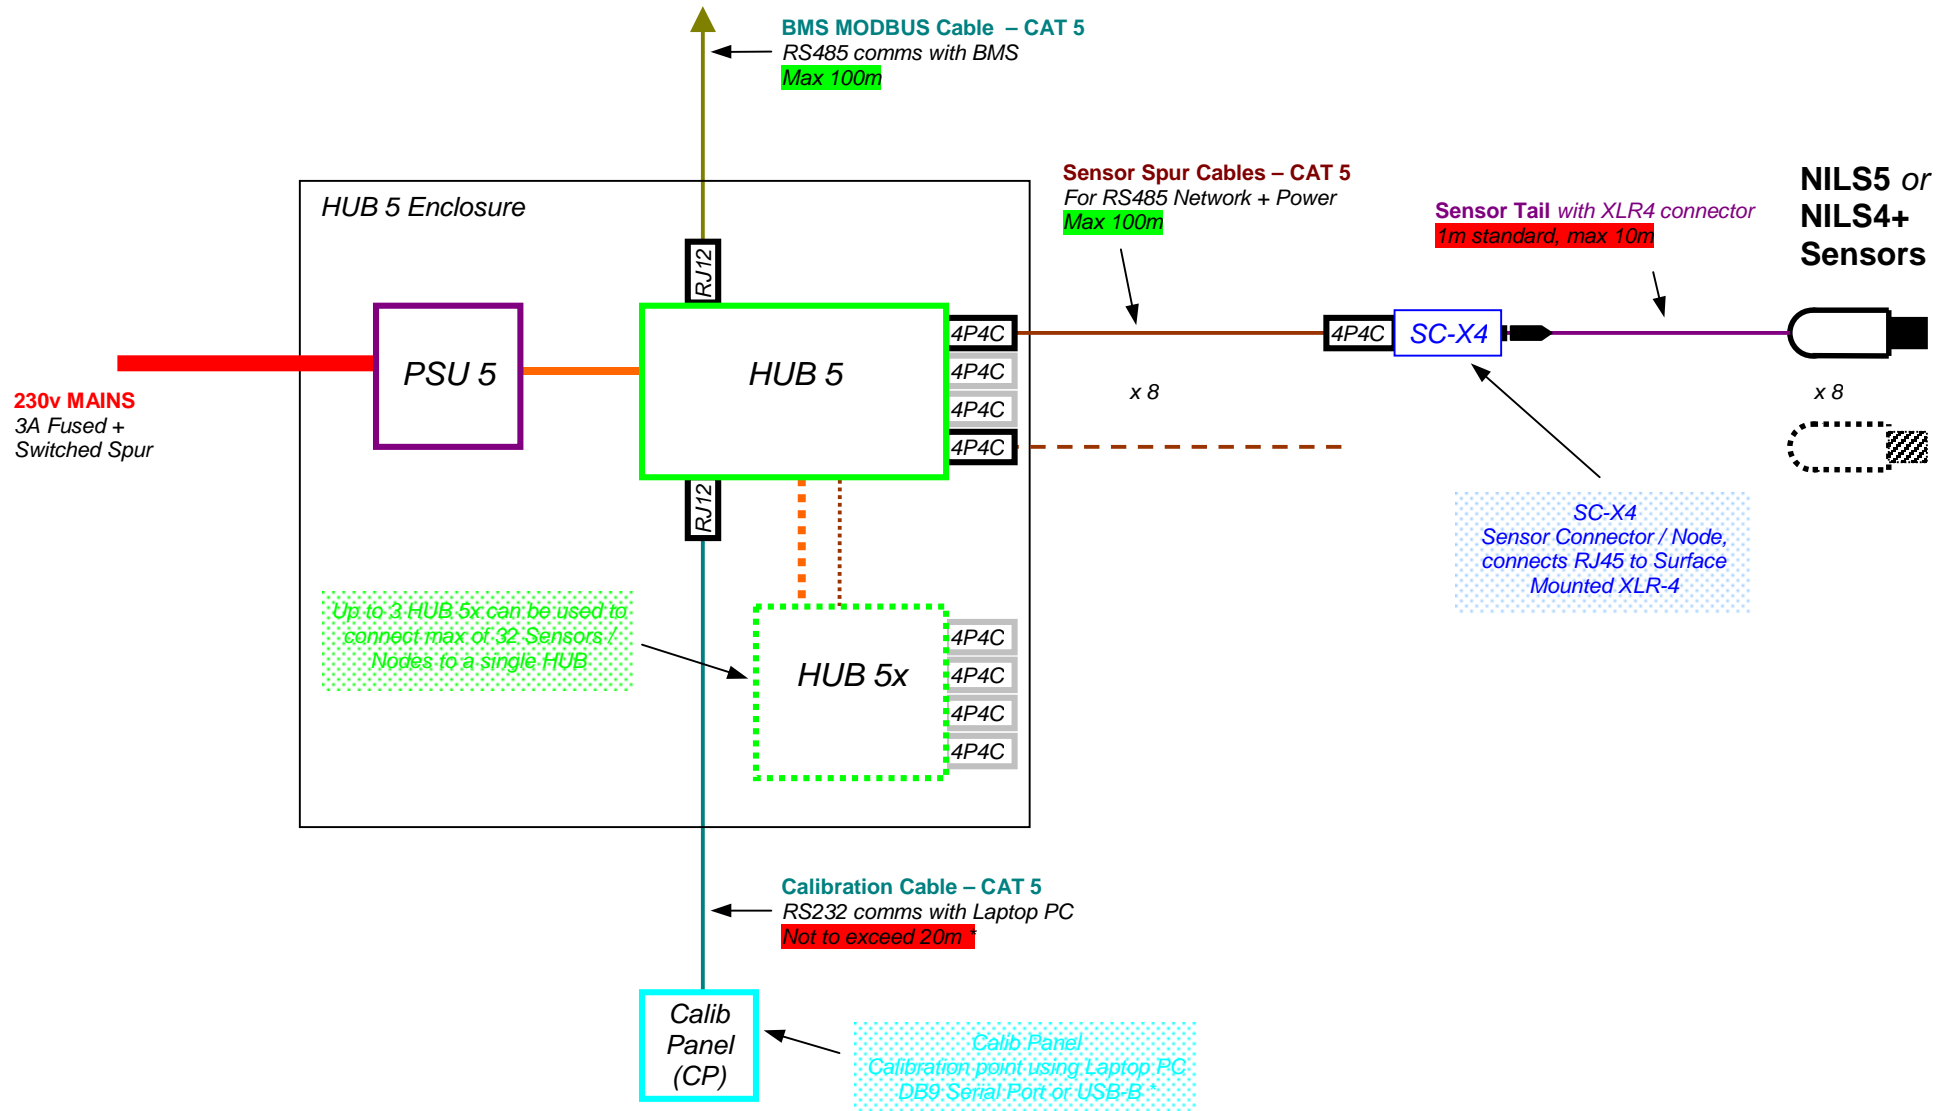 BMS MODBUS Cable – CAT 5
RS485 comms with BMS
Max 100m
HUB 5 Enclosure
Sensor Spur Cables – CAT 5
For RS485 Network + Power
Max 100m
Sensor Tail with XLR4 connector
1m standard, max 10m
NILS5 or
NILS4+
Sensors
RJ12
230v MAINS
3A Fused +
Switched Spur
PSU 5
HUB 5
4P4C
4P4C
4P4C
4P4C
4P4C
SC-X4
x 8
x 8
RJ12
SC-X4
Sensor Connector / Node,
connects RJ45 to Surface
Mounted XLR-4
Up to 3 HUB 5x can be used to
connect max of 32 Sensors /
Nodes to a single HUB
HUB 5x
4P4C
4P4C
4P4C
4P4C
Calibration Cable – CAT 5
RS232 comms with Laptop PC
Not to exceed 20m *
Calib
Panel
(CP)
Calib Panel
Calibration point using Laptop PC
DB9 Serial Port or USB-B *